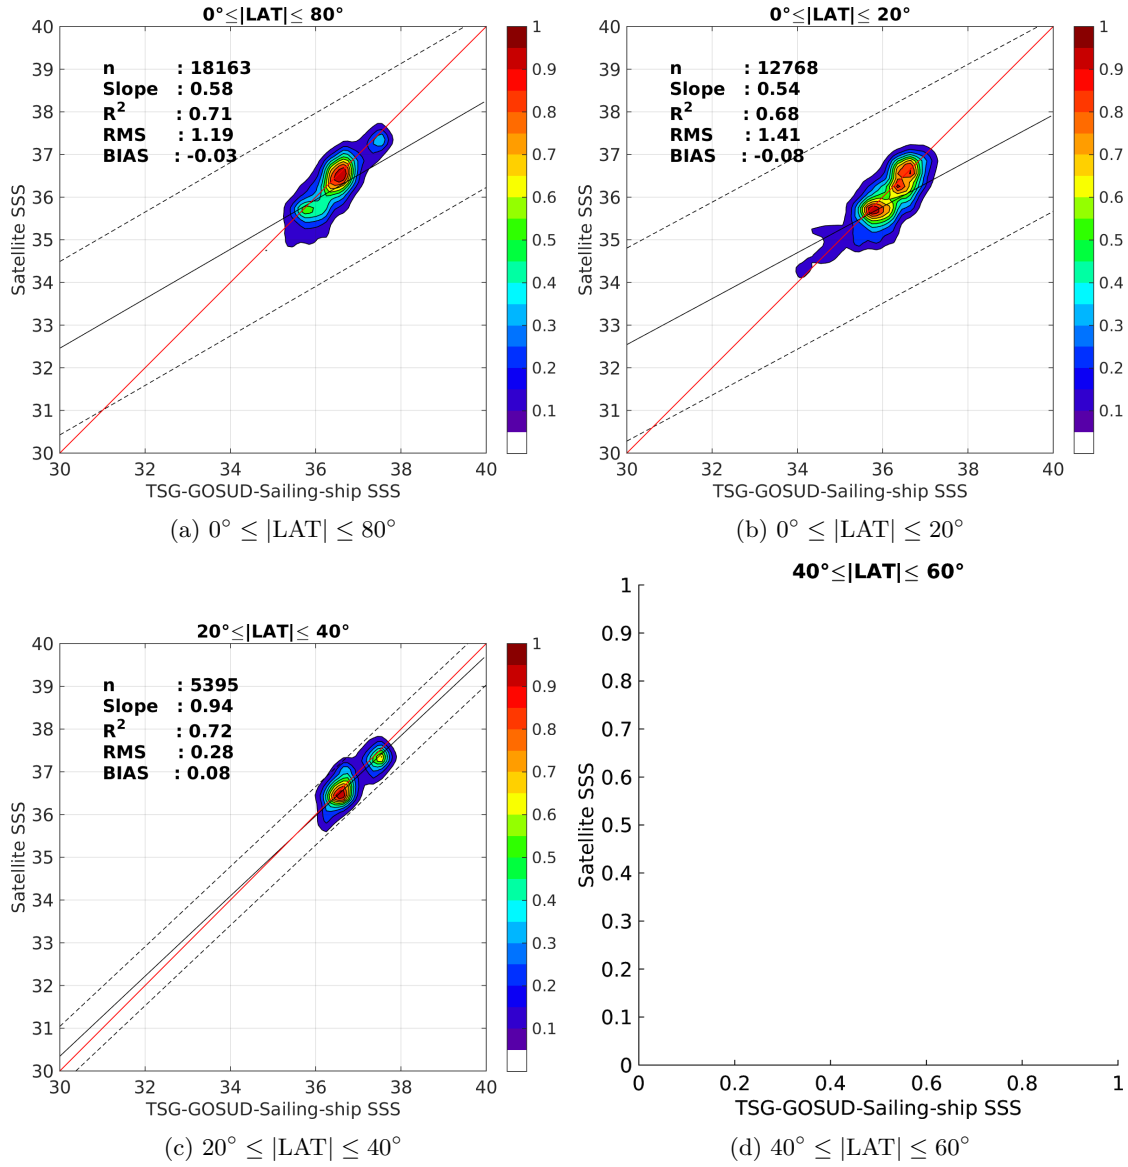 0°≤|LAT|≤ 80°
40
39
38
37
36
35
34
33
32
31
30
Satellite SSS
n : 18163
Slope : 0.58
R² : 0.71
RMS : 1.19
BIAS : -0.03
30 32 34 36 38 40
TSG-GOSUD-Sailing-ship SSS
1
0.9
0.8
0.7
0.6
0.5
0.4
0.3
0.2
0.1
(a) 0° ≤ |LAT| ≤ 80°
0°≤|LAT|≤ 20°
40
39
38
37
36
35
34
33
32
31
30
Satellite SSS
n : 12768
Slope : 0.54
R² : 0.68
RMS : 1.41
BIAS : -0.08
30 32 34 36 38 40
TSG-GOSUD-Sailing-ship SSS
1
0.9
0.8
0.7
0.6
0.5
0.4
0.3
0.2
0.1
(b) 0° ≤ |LAT| ≤ 20°
20°≤|LAT|≤ 40°
40
39
38
37
36
35
34
33
32
31
30
Satellite SSS
n : 5395
Slope : 0.94
R² : 0.72
RMS : 0.28
BIAS : 0.08
30 32 34 36 38 40
TSG-GOSUD-Sailing-ship SSS
1
0.9
0.8
0.7
0.6
0.5
0.4
0.3
0.2
0.1
(c) 20° ≤ |LAT| ≤ 40°
40°≤|LAT|≤ 60°
1
0.9
0.8
0.7
0.6
0.5
0.4
0.3
0.2
0.1
0
Satellite SSS
0 0.2 0.4 0.6 0.8 1
TSG-GOSUD-Sailing-ship SSS
(d) 40° ≤ |LAT| ≤ 60°